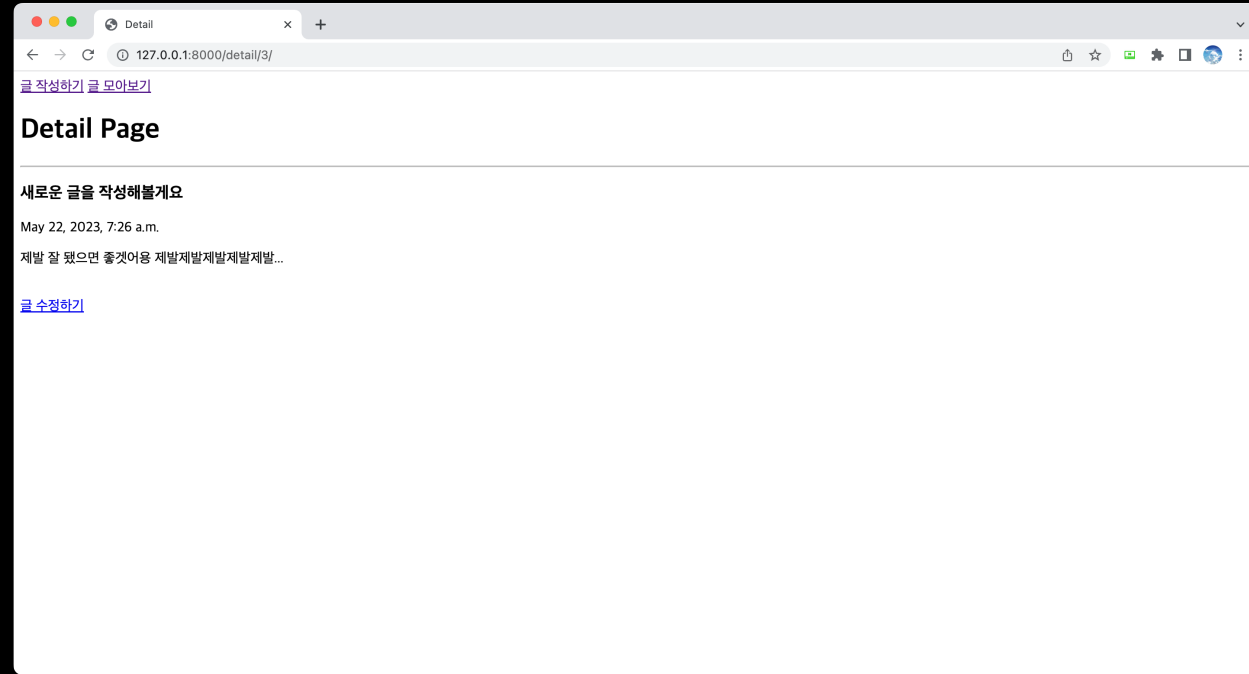 Detail
127.0.0.1:8000/detail/3/
글 작성하기 글 모아보기
Detail Page
새로운 글을 작성해볼게요
May 22, 2023, 7:26 a.m.
제발 잘 됐으면 좋겟어용 제발제발제발제발제발...
글 수정하기